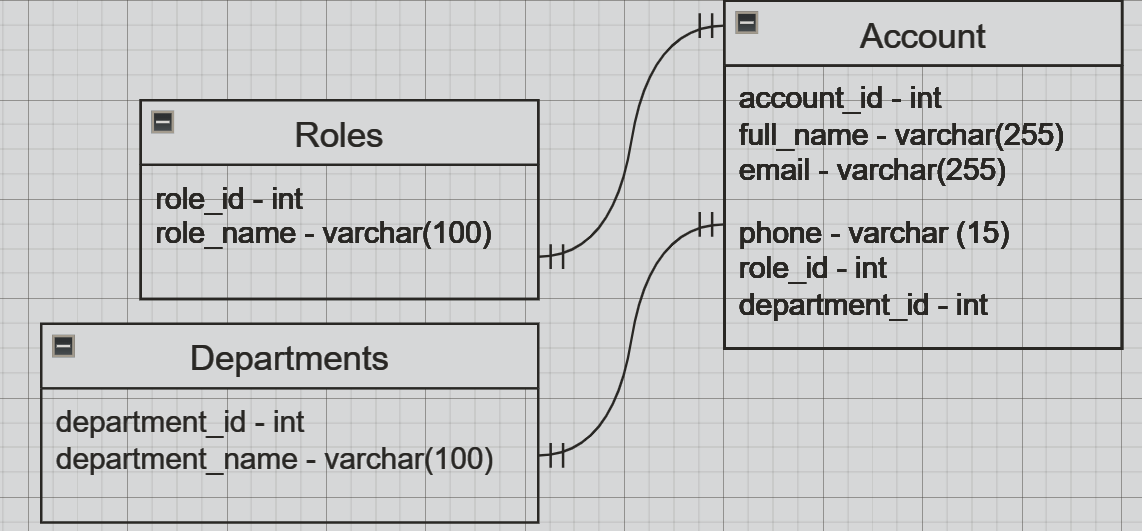 Account
account_id - int
full_name - varchar(255)
email - varchar(255)
phone - varchar (15)
role_id - int
department_id - int
Roles
role_id - int
role_name - varchar(100)
Departments
department_id - int
department_name - varchar(100)